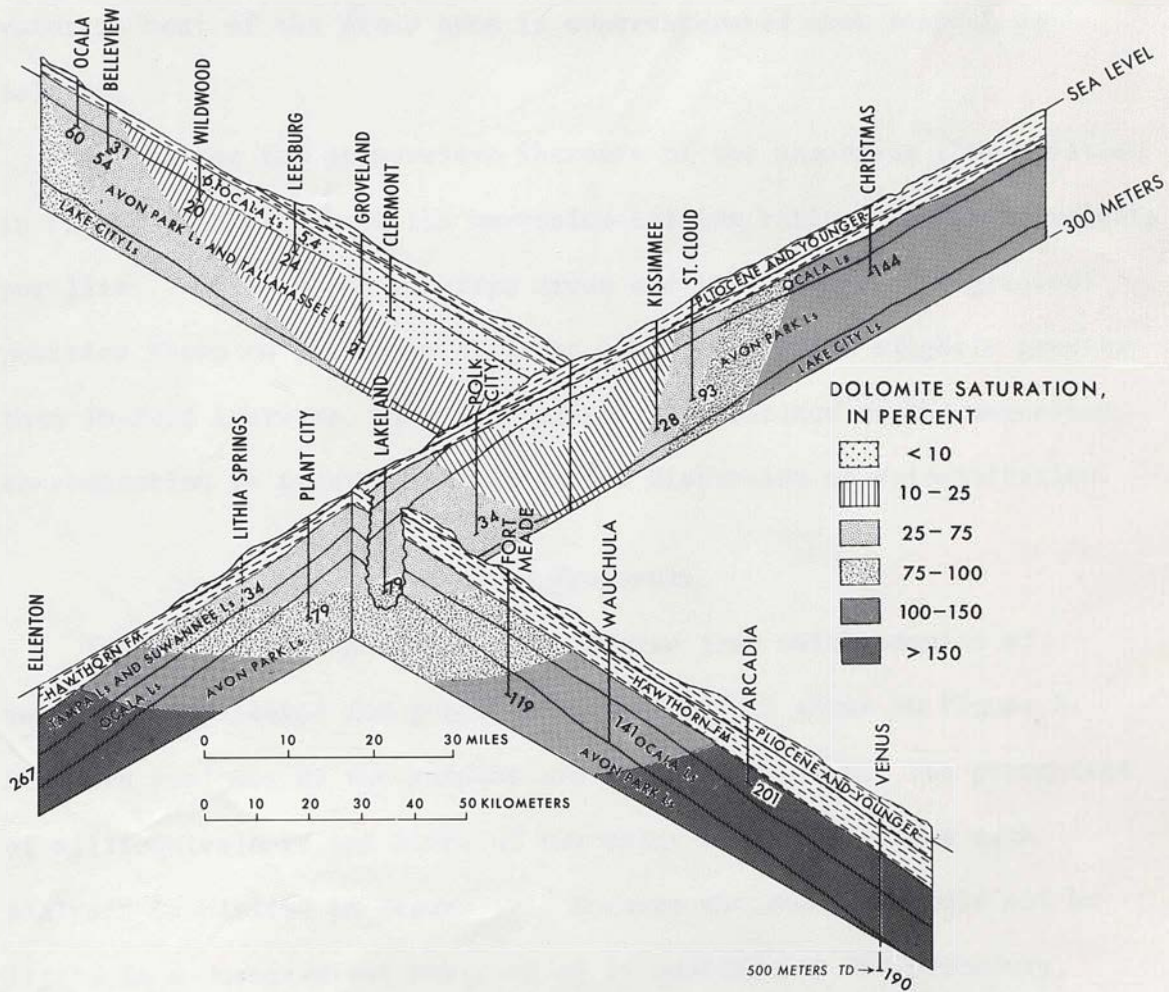 OCALA
BELLEVIEW
WILDWOOD
LEESBURG
GROVELAND
CLERMONT
60
54
31
20
61
OCALA Ls
54
24
21
AVON PARK Ls AND TALLAHASSEE Ls
LAKE CITY Ls
SEA LEVEL
300 METERS
CHRISTMAS
ST. CLOUD
KISSIMMEE
POLK CITY
LAKELAND
PLIOCENE AND YOUNGER
OCALA Ls
144
AVON PARK Ls
LAKE CITY Ls
93
28
34
DOLOMITE SATURATION,
IN PERCENT
< 10
10 – 25
25 – 75
75 – 100
100 – 150
> 150
LITHIA SPRINGS
PLANT CITY
ELLENTON
HAWTHORN FM
TAMPA Ls AND SUWANNEE Ls
34
79
79
OCALA Ls
AVON PARK Ls
267
FORT MEADE
WAUCHULA
ARCADIA
VENUS
119
141
OCALA Ls
HAWTHORN FM
PLIOCENE AND YOUNGER
201
AVON PARK Ls
0 10 20 30 MILES
0 10 20 30 40 50 KILOMETERS
500 METERS TD → 190